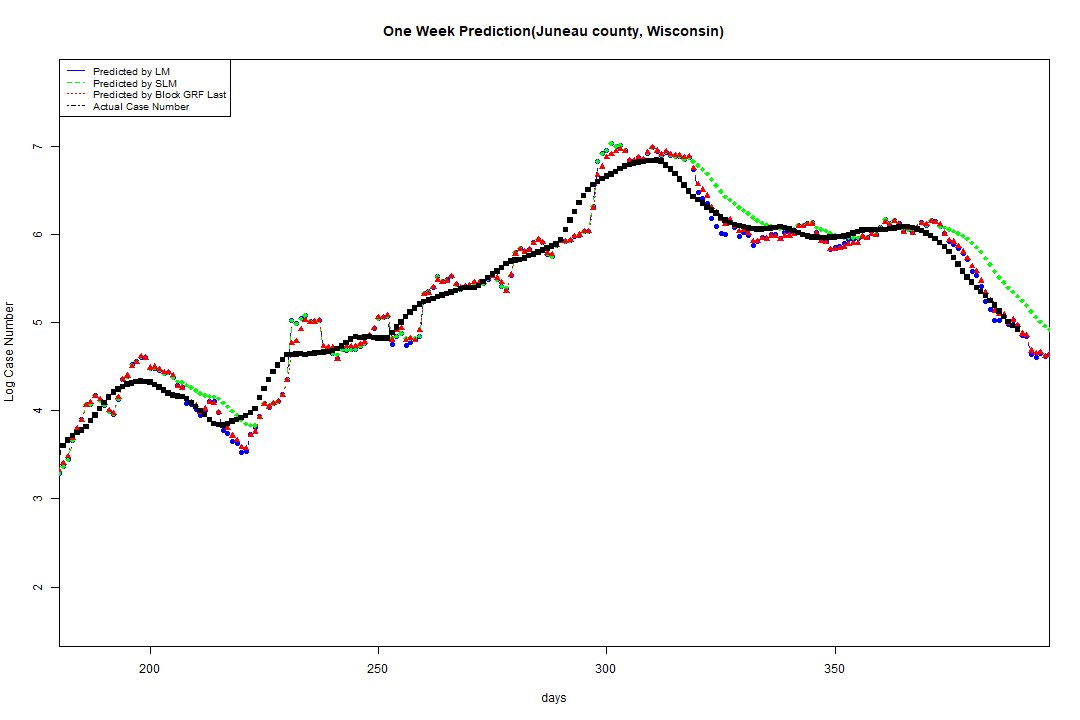 One Week Prediction(Juneau county, Wisconsin)
Predicted by LM
Predicted by SLM
Predicted by Block GRF Last
Actual Case Number
7
6
5
4
3
2
Log Case Number
200 250 300 350
days